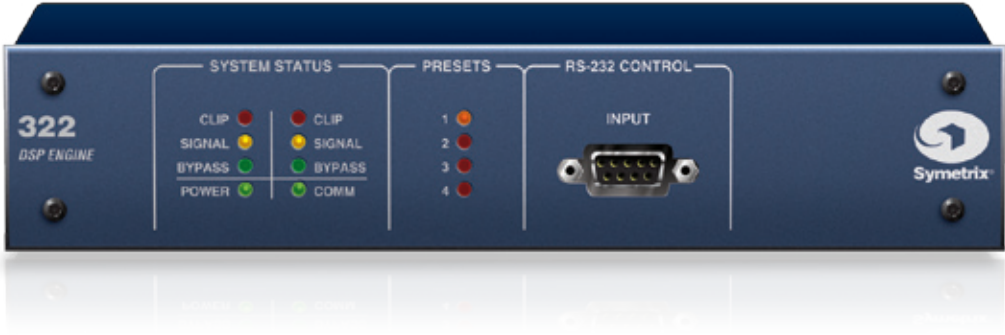 SYSTEM STATUS
PRESETS
RS-232 CONTROL
322
DSP ENGINE
CLIP
SIGNAL
BYPASS
POWER
CLIP
SIGNAL
BYPASS
COMM
1
2
3
4
INPUT
Symetrix